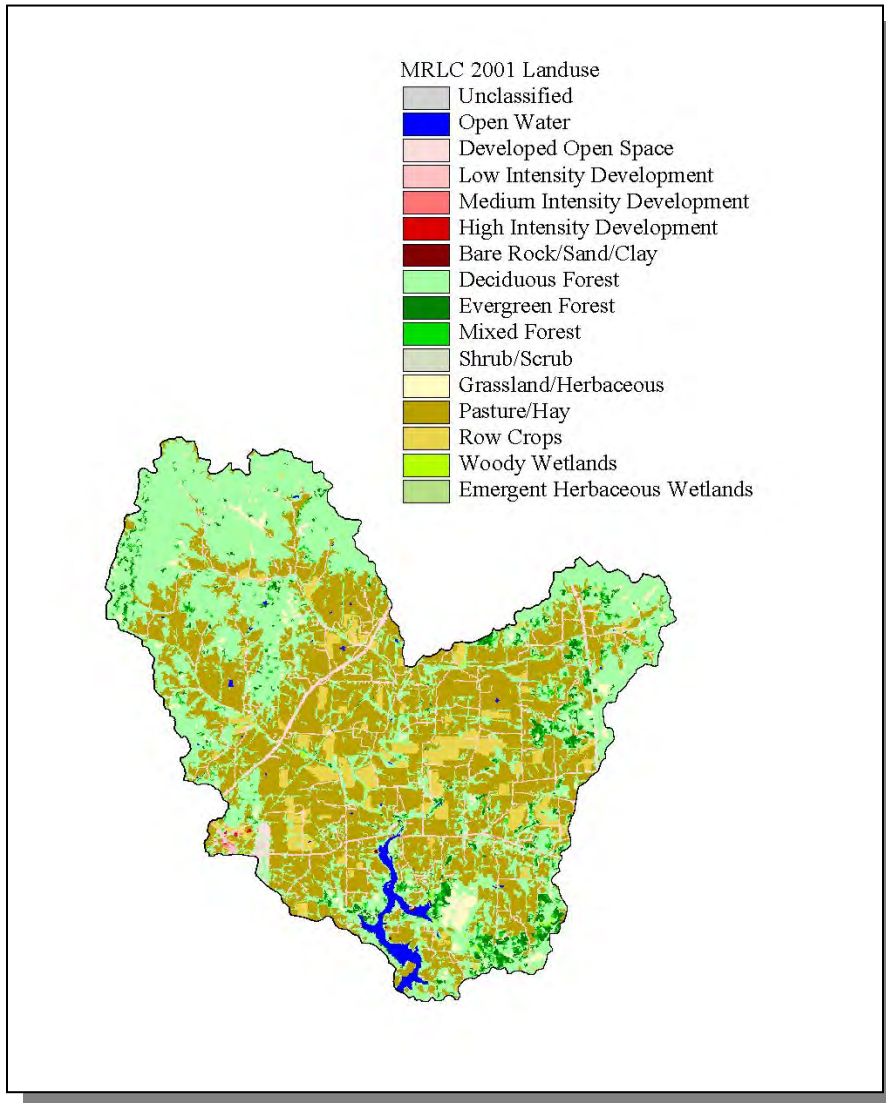 MRLC 2001 Landuse
Unclassified
Open Water
Developed Open Space
Low Intensity Development
Medium Intensity Development
High Intensity Development
Bare Rock/Sand/Clay
Deciduous Forest
Evergreen Forest
Mixed Forest
Shrub/Scrub
Grassland/Herbaceous
Pasture/Hay
Row Crops
Woody Wetlands
Emergent Herbaceous Wetlands